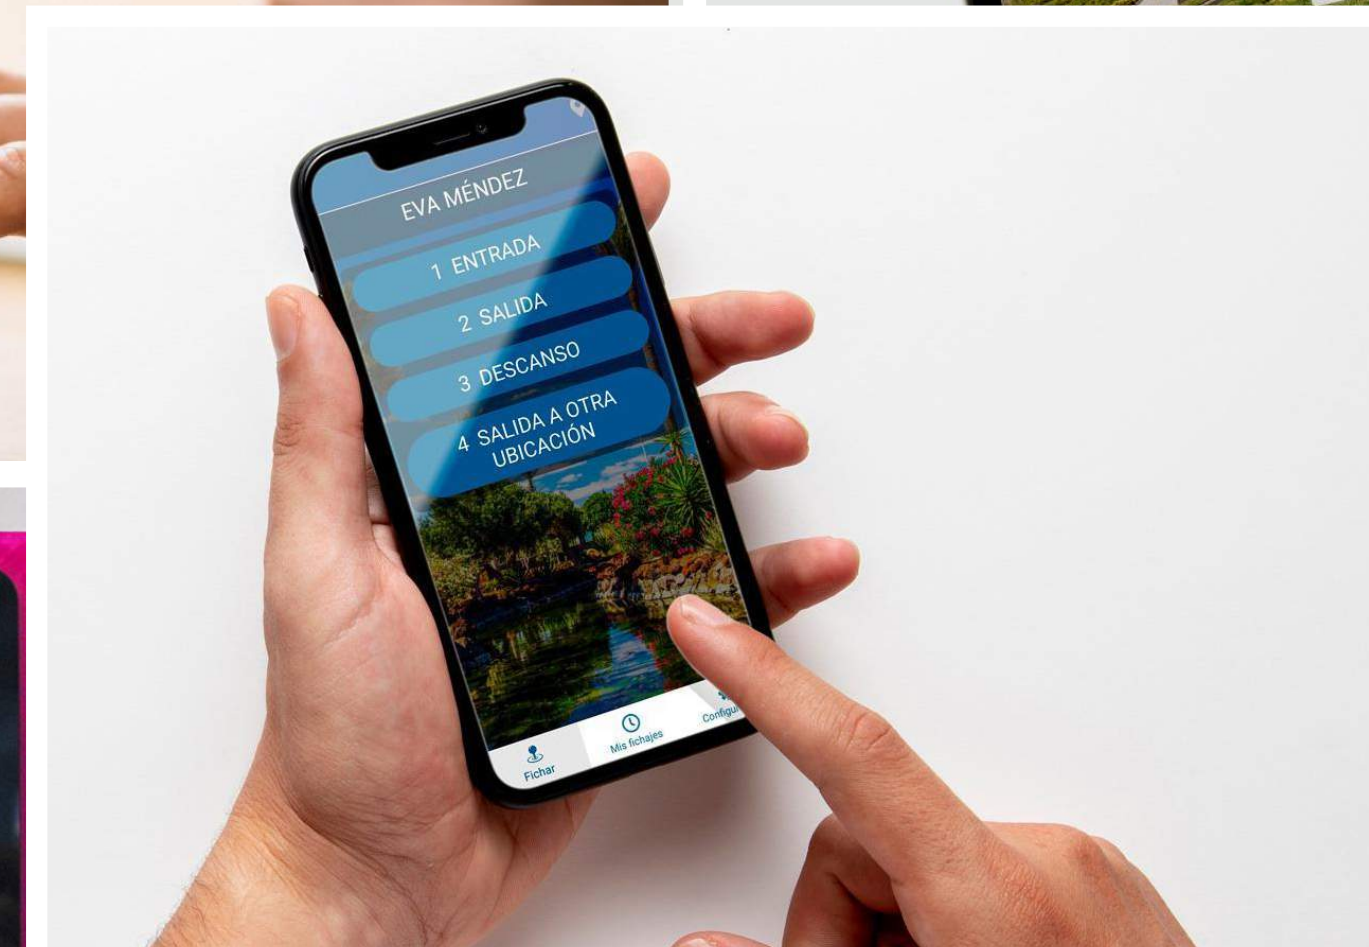 EVA MÉNDEZ
1 ENTRADA
2 SALIDA
3 DESCANSO
4 SALIDA A OTRA
UBICACIÓN
Fichar
Mis fichajes